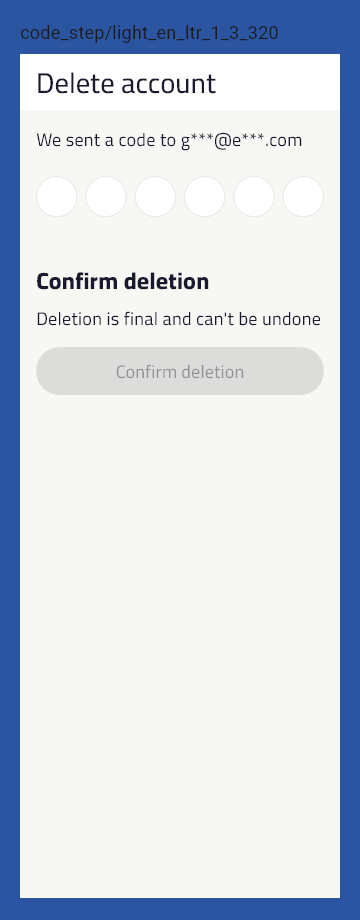 code_step/light_en_ltr_1_3_320
Delete account
We sent a code to g***@e***.com
Confirm deletion
Deletion is final and can't be undone
Confirm deletion